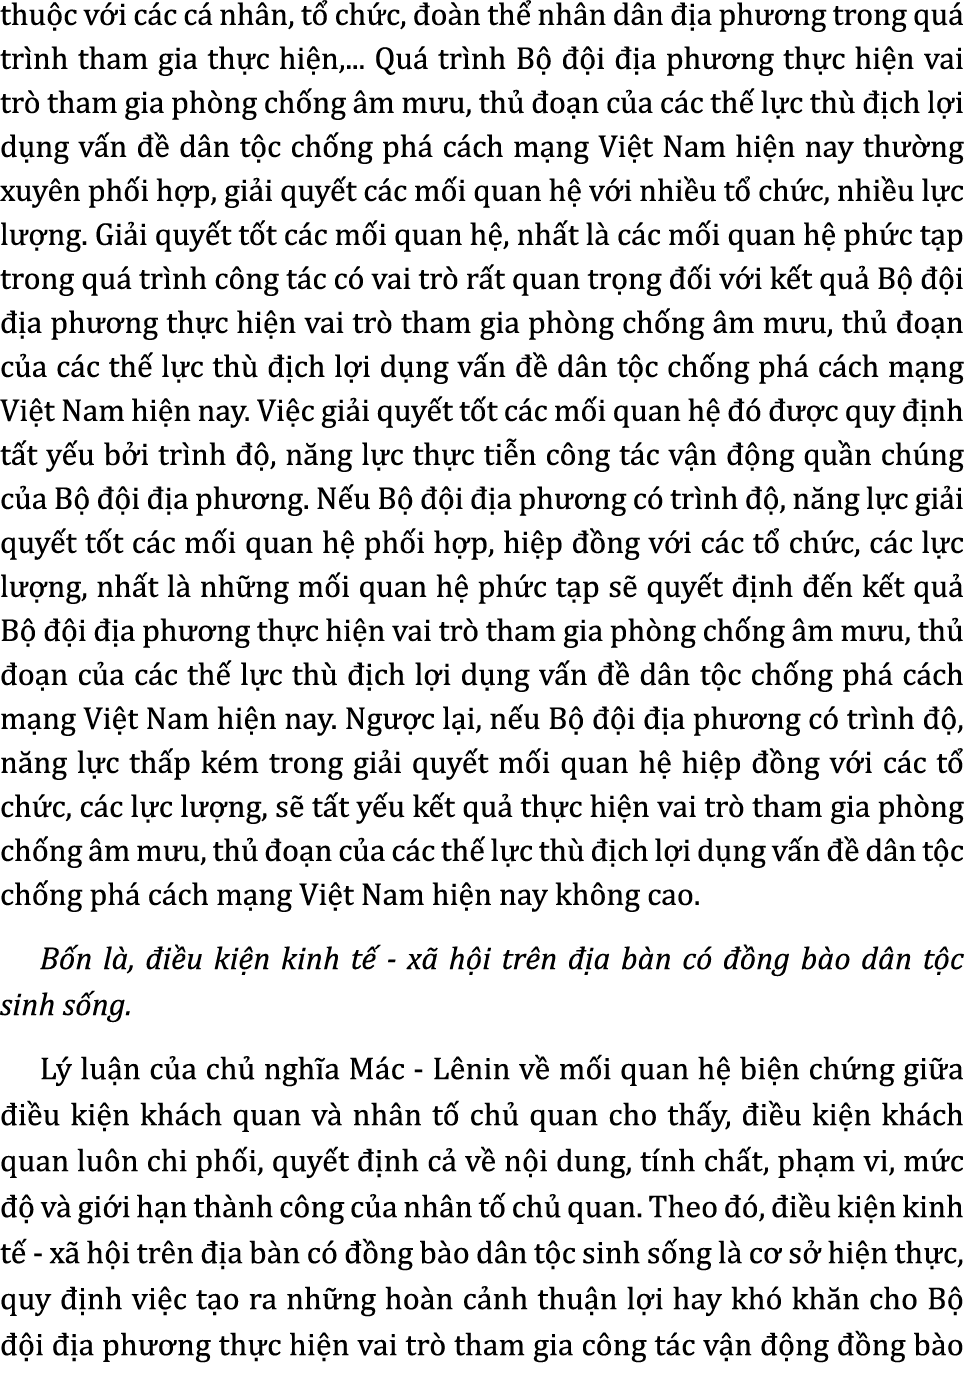 thuộc với các cá nhân, tổ chức, đoàn thể nhân dân địa phương trong quá
trình tham gia thực hiện,... Quá trình Bộ đội địa phương thực hiện vai
trò tham gia phòng chống âm mưu, thủ đoạn của các thế lực thù địch lợi
dụng vấn đề dân tộc chống phá cách mạng Việt Nam hiện nay thường
xuyên phối hợp, giải quyết các mối quan hệ với nhiều tổ chức, nhiều lực
lượng. Giải quyết tốt các mối quan hệ, nhất là các mối quan hệ phức tạp
trong quá trình công tác có vai trò rất quan trọng đối với kết quả Bộ đội
địa phương thực hiện vai trò tham gia phòng chống âm mưu, thủ đoạn
của các thế lực thù địch lợi dụng vấn đề dân tộc chống phá cách mạng
Việt Nam hiện nay. Việc giải quyết tốt các mối quan hệ đó được quy định
tất yếu bởi trình độ, năng lực thực tiễn công tác vận động quần chúng
của Bộ đội địa phương. Nếu Bộ đội địa phương có trình độ, năng lực giải
quyết tốt các mối quan hệ phối hợp, hiệp đồng với các tổ chức, các lực
lượng, nhất là những mối quan hệ phức tạp sẽ quyết định đến kết quả
Bộ đội địa phương thực hiện vai trò tham gia phòng chống âm mưu, thủ
đoạn của các thế lực thù địch lợi dụng vấn đề dân tộc chống phá cách
mạng Việt Nam hiện nay. Ngược lại, nếu Bộ đội địa phương có trình độ,
năng lực thấp kém trong giải quyết mối quan hệ hiệp đồng với các tổ
chức, các lực lượng, sẽ tất yếu kết quả thực hiện vai trò tham gia phòng
chống âm mưu, thủ đoạn của các thế lực thù địch lợi dụng vấn đề dân tộc
chống phá cách mạng Việt Nam hiện nay không cao.
Bốn là, điều kiện kinh tế - xã hội trên địa bàn có đồng bào dân tộc
sinh sống.
Lý luận của chủ nghĩa Mác - Lênin về mối quan hệ biện chứng giữa
điều kiện khách quan và nhân tố chủ quan cho thấy, điều kiện khách
quan luôn chi phối, quyết định cả về nội dung, tính chất, phạm vi, mức
độ và giới hạn thành công của nhân tố chủ quan. Theo đó, điều kiện kinh
tế - xã hội trên địa bàn có đồng bào dân tộc sinh sống là cơ sở hiện thực,
quy định việc tạo ra những hoàn cảnh thuận lợi hay khó khăn cho Bộ
đội địa phương thực hiện vai trò tham gia công tác vận động đồng bào